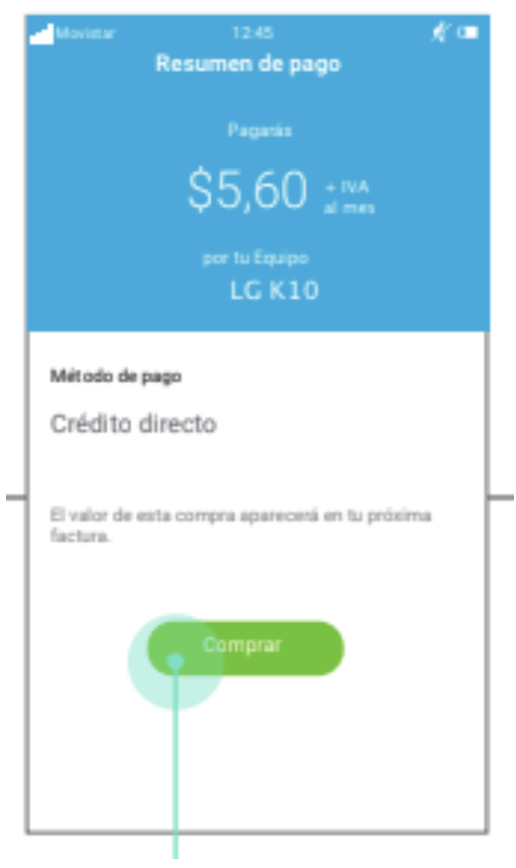 Movistar 12:45
Resumen de pago
Pagarás
$5,60 + IVA
al mes
por tu Equipo
LG K10
Método de pago
Crédito directo
El valor de esta compra aparecerá en tu próxima
factura.
Comprar